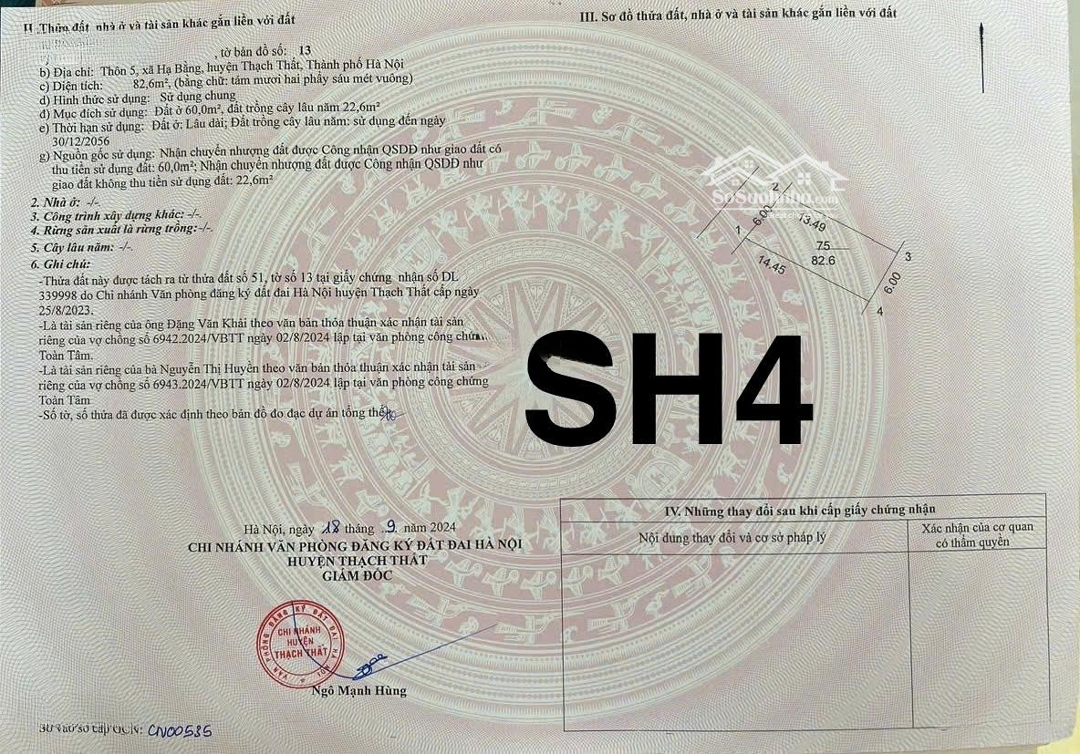 II. Thửa đất, nhà ở và tài sản khác gắn liền với đất
, tờ bản đồ số: 13
b) Địa chỉ: Thôn 5, xã Hạ Bằng, huyện Thạch Thất, Thành phố Hà Nội
c) Diện tích: 82,6m², (bằng chữ: tám mươi hai phẩy sáu mét vuông)
d) Hình thức sử dụng: Sử dụng chung
đ) Mục đích sử dụng: Đất ở 60,0m², đất trồng cây lâu năm 22,6m²
e) Thời hạn sử dụng: Đất ở: Lâu dài; Đất trồng cây lâu năm: sử dụng đến ngày
30/12/2056
g) Nguồn gốc sử dụng: Nhận chuyển nhượng đất được Công nhận QSDĐ như giao đất có
thu tiền sử dụng đất: 60,0m²; Nhận chuyển nhượng đất được Công nhận QSDĐ như
giao đất không thu tiền sử dụng đất: 22,6m²
2. Nhà ở: -/-
3. Công trình xây dựng khác: -/-.
4. Rừng sản xuất là rừng trồng:-/-.
5. Cây lâu năm: -/-
6. Ghi chú:
-Thửa đất này được tách ra từ thửa đất số 51, tờ số 13 tại giấy chứng nhận số DL
339998 do Chi nhánh Văn phòng đăng ký đất đai Hà Nội huyện Thạch Thất cấp ngày
25/8/2023.
-Là tài sản riêng của ông Đặng Văn Khải theo văn bản thỏa thuận xác nhận tài sản
riêng của vợ chồng số 6942.2024/VBTT ngày 02/8/2024 lập tại văn phòng công chứng
Toàn Tâm.
-Là tài sản riêng của bà Nguyễn Thị Huyền theo văn bản thỏa thuận xác nhận tài sản
riêng của vợ chồng số 6943.2024/VBTT ngày 02/8/2024 lập tại văn phòng công chứng
Toàn Tâm
-Số tờ, số thửa đã được xác định theo bản đồ đo đạc dự án tổng thể
Hà Nội, ngày 18 tháng 9 năm 2024
CHI NHÁNH VĂN PHÒNG ĐĂNG KÝ ĐẤT ĐAI HÀ NỘI
HUYỆN THẠCH THẤT
GIÁM ĐỐC
VĂN PHÒNG ĐĂNG KÝ ĐẤT ĐAI HÀ NỘI
CHI NHÁNH
HUYỆN
THẠCH THẤT
Ngô Mạnh Hùng
Số vào sổ cấp GCN: CN00535
III. Sơ đồ thửa đất, nhà ở và tài sản khác gắn liền với đất
SoSuaNha.com
2
6.00
13.49
1
75
82.6
14.45
3
6.00
4
SH4
IV. Những thay đổi sau khi cấp giấy chứng nhận
Nội dung thay đổi và cơ sở pháp lý
Xác nhận của cơ quan
có thẩm quyền